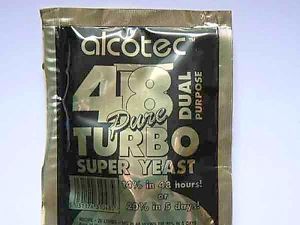 alcotec
48
DUAL
PURPOSE
Pure
TURBO
SUPER YEAST
14% in 48 hours!
or
20% in 5 days!